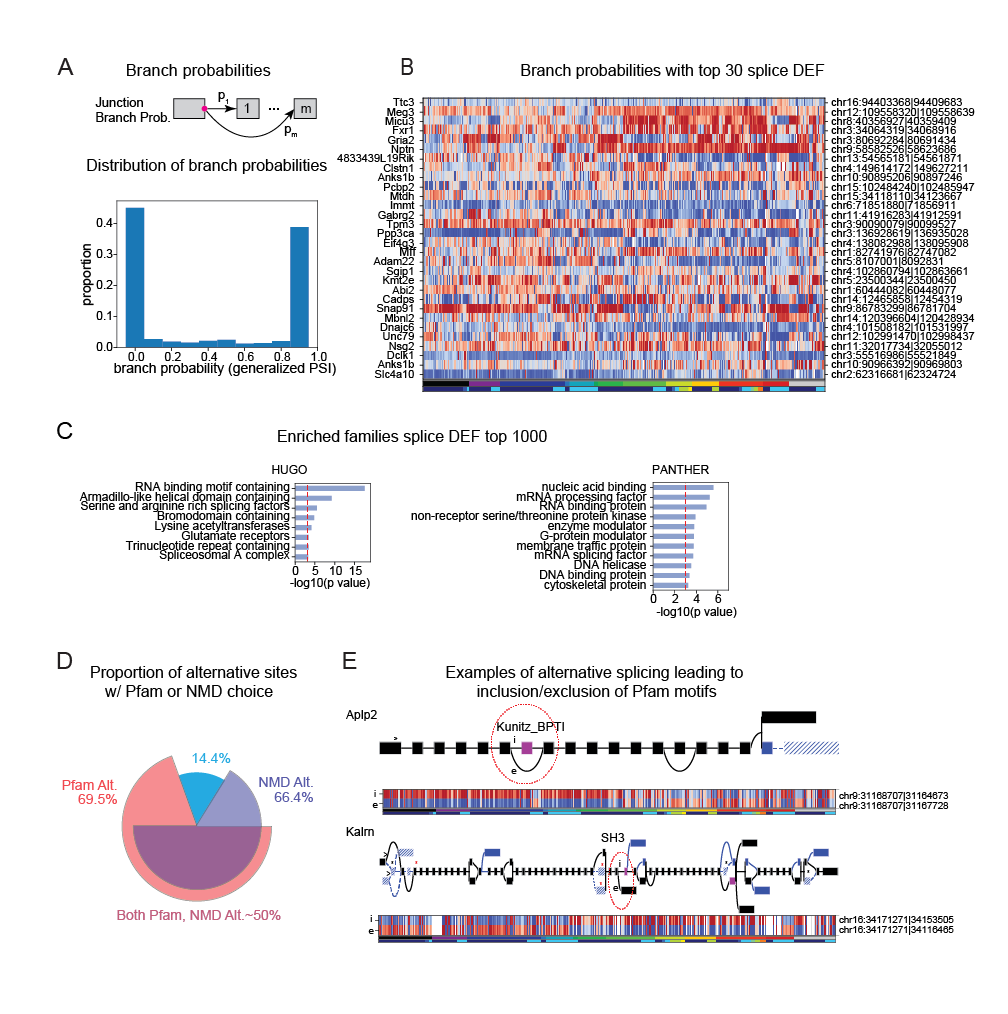 A
Branch probabilities
Junction
Branch Prob.
p1
1
...
m
pm
Distribution of branch probabilities
proportion
0.4
0.3
0.2
0.1
0.0
0.0 0.2 0.4 0.6 0.8 1.0
branch probability (generalized PSI)
B
Branch probabilities with top 30 splice DEF
Ttc3 chr16:94403368|94409683
Meg3 chr12:109558320|109558639
Micu3 chr8:40356927|40359409
Fxr1 chr3:34064319|34068916
Gria2 chr3:80692284|80691434
Nptn chr9:58582526|58623686
4833439L19Rik chr13:54565181|54561871
Clstn1 chr4:149614172|149627211
Anks1b chr10:90895206|90897246
Pcbp2 chr15:102484240|102485947
Mtdh chr15:34118110|34123667
Immt chr6:71851880|71856911
Gabrg2 chr11:41916283|41912591
Tpm3 chr3:90090079|90099527
Ppp3ca chr3:136928619|136935028
Eif4g3 chr4:138082988|138095908
Mff chr1:82741976|82747082
Adam22 chr5:8107001|8092831
Sgip1 chr4:102860794|102863661
Kmt2e chr5:23500344|23500450
Abi2 chr1:60444082|60448077
Cadps chr14:12465858|12454319
Snap91 chr9:86783299|86781704
Mbnl2 chr14:120396604|120428934
Dnajc6 chr4:101508182|101531997
Unc79 chr12:102991470|102998437
Nsg2 chr11:32017734|32055012
Dclk1 chr3:55516986|55521849
Anks1b chr10:90966392|90969803
Slc4a10 chr2:62316681|62324724
C
Enriched families splice DEF top 1000
HUGO
RNA binding motif containing
Armadillo-like helical domain containing
Serine and arginine rich splicing factors
Bromodomain containing
Lysine acetyltransferases
Glutamate receptors
Trinucleotide repeat containing
Spliceosomal A complex
0 5 10 15
-log10(p value)
PANTHER
nucleic acid binding
mRNA processing factor
RNA binding protein
non-receptor serine/threonine protein kinase
enzyme modulator
G-protein modulator
membrane traffic protein
mRNA splicing factor
DNA helicase
DNA binding protein
cytoskeletal protein
0 2 4 6
-log10(p value)
D
Proportion of alternative sites
w/ Pfam or NMD choice
14.4%
Pfam Alt.
69.5%
NMD Alt.
66.4%
Both Pfam, NMD Alt.~50%
E
Examples of alternative splicing leading to
inclusion/exclusion of Pfam motifs
Aplp2
Kunitz_BPTI
>
i
e
i chr9:31168707|31164673
e chr9:31168707|31167728
Kalrn
SH3
>
>
i
e
i chr16:34171271|34153505
e chr16:34171271|34116465